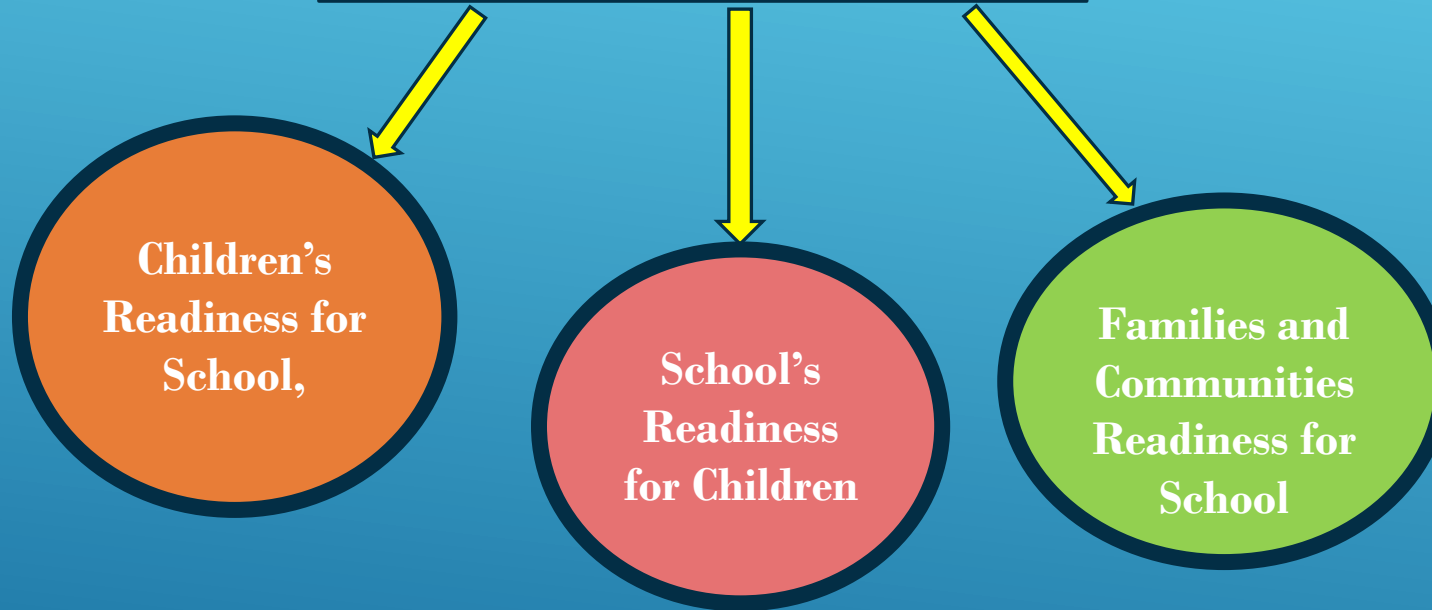 Children’s
Readiness for
School,
School’s
Readiness
for Children
Families and
Communities
Readiness for
School